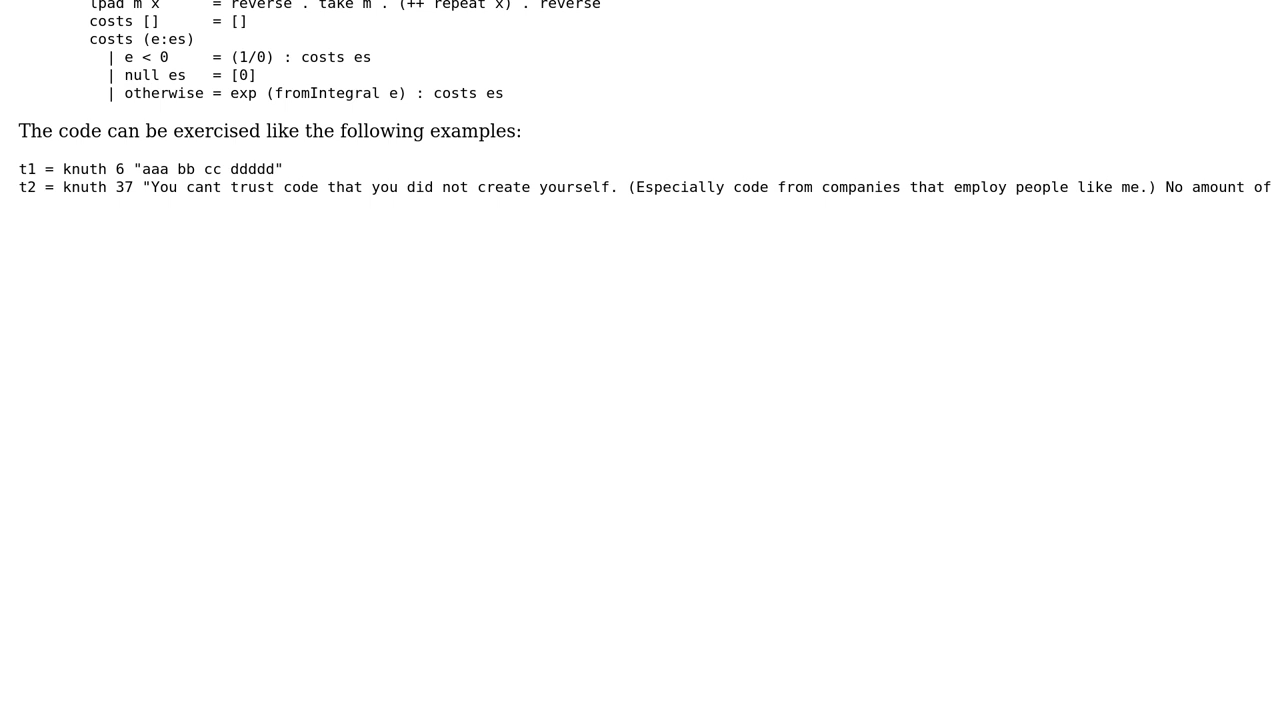 lpad m x      = reverse . take m . (++ repeat x) . reverse
costs []      = []
costs (e:es)
  | e < 0     = (1/0) : costs es
  | null es   = [0]
  | otherwise = exp (fromIntegral e) : costs es
The code can be exercised like the following examples:
t1 = knuth 6 "aaa bb cc ddddd"
t2 = knuth 37 "You cant trust code that you did not create yourself. (Especially code from companies that employ people like me.) No amount of